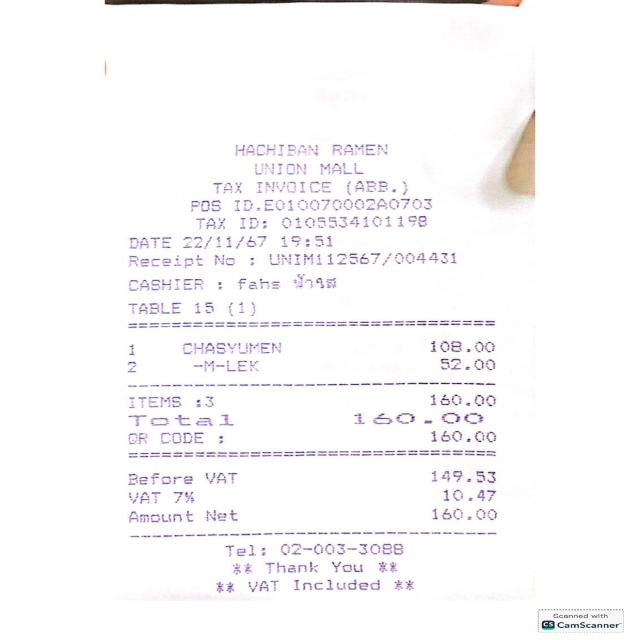 HACHIBAN RAMEN
UNION MALL
TAX INVOICE (ABB.)
POS ID.E010070002A0703
TAX ID: 0105534101198
DATE 22/11/67 19:51
Receipt No : UNIM112567/004431
CASHIER : fahs ฟ้าใส
TABLE 15 (1)
1 CHASYUMEN 108.00
2 -M-LEK 52.00
ITEMS :3 160.00
Total 160.00
QR CODE : 160.00
Before VAT 149.53
VAT 7% 10.47
Amount Net 160.00
Tel: 02-003-3088
** Thank You **
** VAT Included **
Scanned with
CS CamScanner